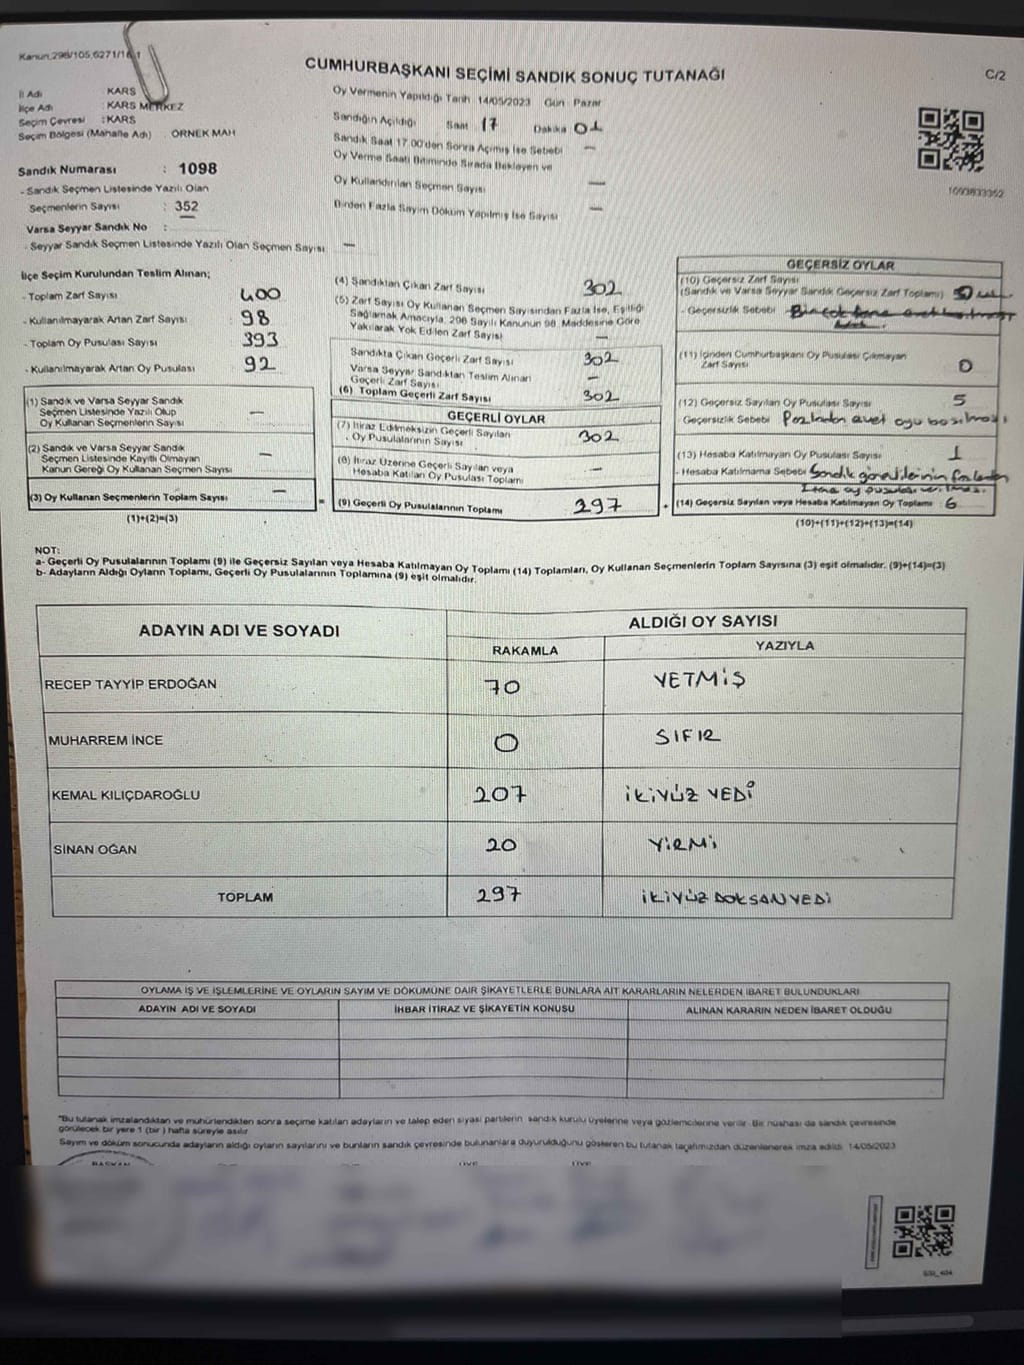 Kanun;298/105,6271/16.1
CUMHURBAŞKANI SEÇİMİ SANDIK SONUÇ TUTANAĞI
C/2
İl Adı KARS
İlçe Adı : KARS MERKEZ
Seçim Çevresi : KARS
Seçim Bölgesi (Mahalle Adı) ÖRNEK MAH
Sandık Numarası : 1098
- Sandık Seçmen Listesinde Yazılı Olan
Seçmenlerin Sayısı : 352
Varsa Seyyar Sandık No :
- Seyyar Sandık Seçmen Listesinde Yazılı Olan Seçmen Sayısı —
Oy Vermenin Yapıldığı Tarih 14/05/2023 Gün Pazar
Sandığın Açıldığı Saat 17 Dakika 01
Sandık Saat 17.00'den Sonra Açımış İse Sebebi —
Oy Verme Saati Bitiminde Sırada Bekleyen ve
Oy Kullandırılan Seçmen Sayısı —
Birden Fazla Sayım Döküm Yapılmış İse Sayısı —
1093833352
İlçe Seçim Kurulundan Teslim Alınan;
- Toplam Zarf Sayısı 400
- Kullanılmayarak Artan Zarf Sayısı : 98
- Toplam Oy Pusulası Sayısı : 393
- Kullanılmayarak Artan Oy Pusulası : 92
(1) Sandık ve Varsa Seyyar Sandık
Seçmen Listesinde Yazılı Olup
Oy Kullanan Seçmenlerin Sayısı —
(2) Sandık ve Varsa Seyyar Sandık
Seçmen Listesinde Kayıtlı Olmayan
Kanun Gereği Oy Kullanan Seçmen Sayısı —
(3) Oy Kullanan Seçmenlerin Toplam Sayısı —
(1)+(2)=(3)
(4) Sandıktan Çıkan Zarf Sayısı 302
(5) Zarf Sayısı Oy Kullanan Seçmen Sayısından Fazla İse, Eşitliği
Sağlamak Amacıyla, 298 Sayılı Kanunun 98. Maddesine Göre
Yakılarak Yok Edilen Zarf Sayısı —
Sandıkta Çıkan Geçerli Zarf Sayısı 302
Varsa Seyyar Sandıktan Teslim Alınan
Geçerli Zarf Sayısı —
(6) Toplam Geçerli Zarf Sayısı 302
GEÇERLİ OYLAR
(7) İtiraz Edilmeksizin Geçerli Sayılan
Oy Pusulalarının Sayısı 302
(8) İtiraz Üzerine Geçerli Sayılan veya
Hesaba Katılan Oy Pusulası Toplamı —
= (9) Geçerli Oy Pusulalarının Toplamı 297
GEÇERSİZ OYLAR
(10) Geçersiz Zarf Sayısı
(Sandık ve Varsa Seyyar Sandık Geçersiz Zarf Toplamı)
- Geçersizlik Sebebi
(11) İçinden Cumhurbaşkanı Oy Pusulası Çıkmayan
Zarf Sayısı 0
(12) Geçersiz Sayılan Oy Pusulası Sayısı 5
Geçersizlik Sebebi evet oyu basılması
(13) Hesaba Katılmayan Oy Pusulası Sayısı 1
- Hesaba Katılmama Sebebi Sandık görevlilerinin fazladan
oy pusulası
(14) Geçersiz Sayılan veya Hesaba Katılmayan Oy Toplamı 6
(10)+(11)+(12)+(13)=(14)
NOT:
a- Geçerli Oy Pusulalarının Toplamı (9) ile Geçersiz Sayılan veya Hesaba Katılmayan Oy Toplamı (14) Toplamları, Oy Kullanan Seçmenlerin Toplam Sayısına (3) eşit olmalıdır. (9)+(14)=(3)
b- Adayların Aldığı Oyların Toplamı, Geçerli Oy Pusulalarının Toplamına (9) eşit olmalıdır.
ADAYIN ADI VE SOYADI ALDIĞI OY SAYISI
RAKAMLA YAZIYLA
RECEP TAYYİP ERDOĞAN 70 YETMİŞ
MUHARREM İNCE 0 SIFIR
KEMAL KILIÇDAROĞLU 207 İKİYÜZ YEDİ
SİNAN OĞAN 20 YİRMİ
TOPLAM 297 İKİYÜZ DOKSAN YEDİ
OYLAMA İŞ VE İŞLEMLERİNE VE OYLARIN SAYIM VE DÖKÜMÜNE DAİR ŞİKAYETLERLE BUNLARA AİT KARARLARIN NELERDEN İBARET BULUNDUKLARI
ADAYIN ADI VE SOYADI İHBAR İTİRAZ VE ŞİKAYETİN KONUSU ALINAN KARARIN NEDEN İBARET OLDUĞU
"Bu tutanak imzalandıktan ve mühürlendikten sonra seçime katılan adayların ve talep eden siyasi partilerin sandık kurulu üyelerine veya gözlemcilerine verilir. Bir nüshası da sandık çevresinde
görülecek bir yere 1 (bir) hafta süreyle asılır.
Sayım ve döküm sonucunda adayların aldığı oyların sayılarını ve bunların sandık çevresinde bulunanlara duyurulduğunu gösteren bu tutanak tarafımızdan düzenlenerek imza edildi. 14/05/2023
BAŞKAN ÜYE ÜYE